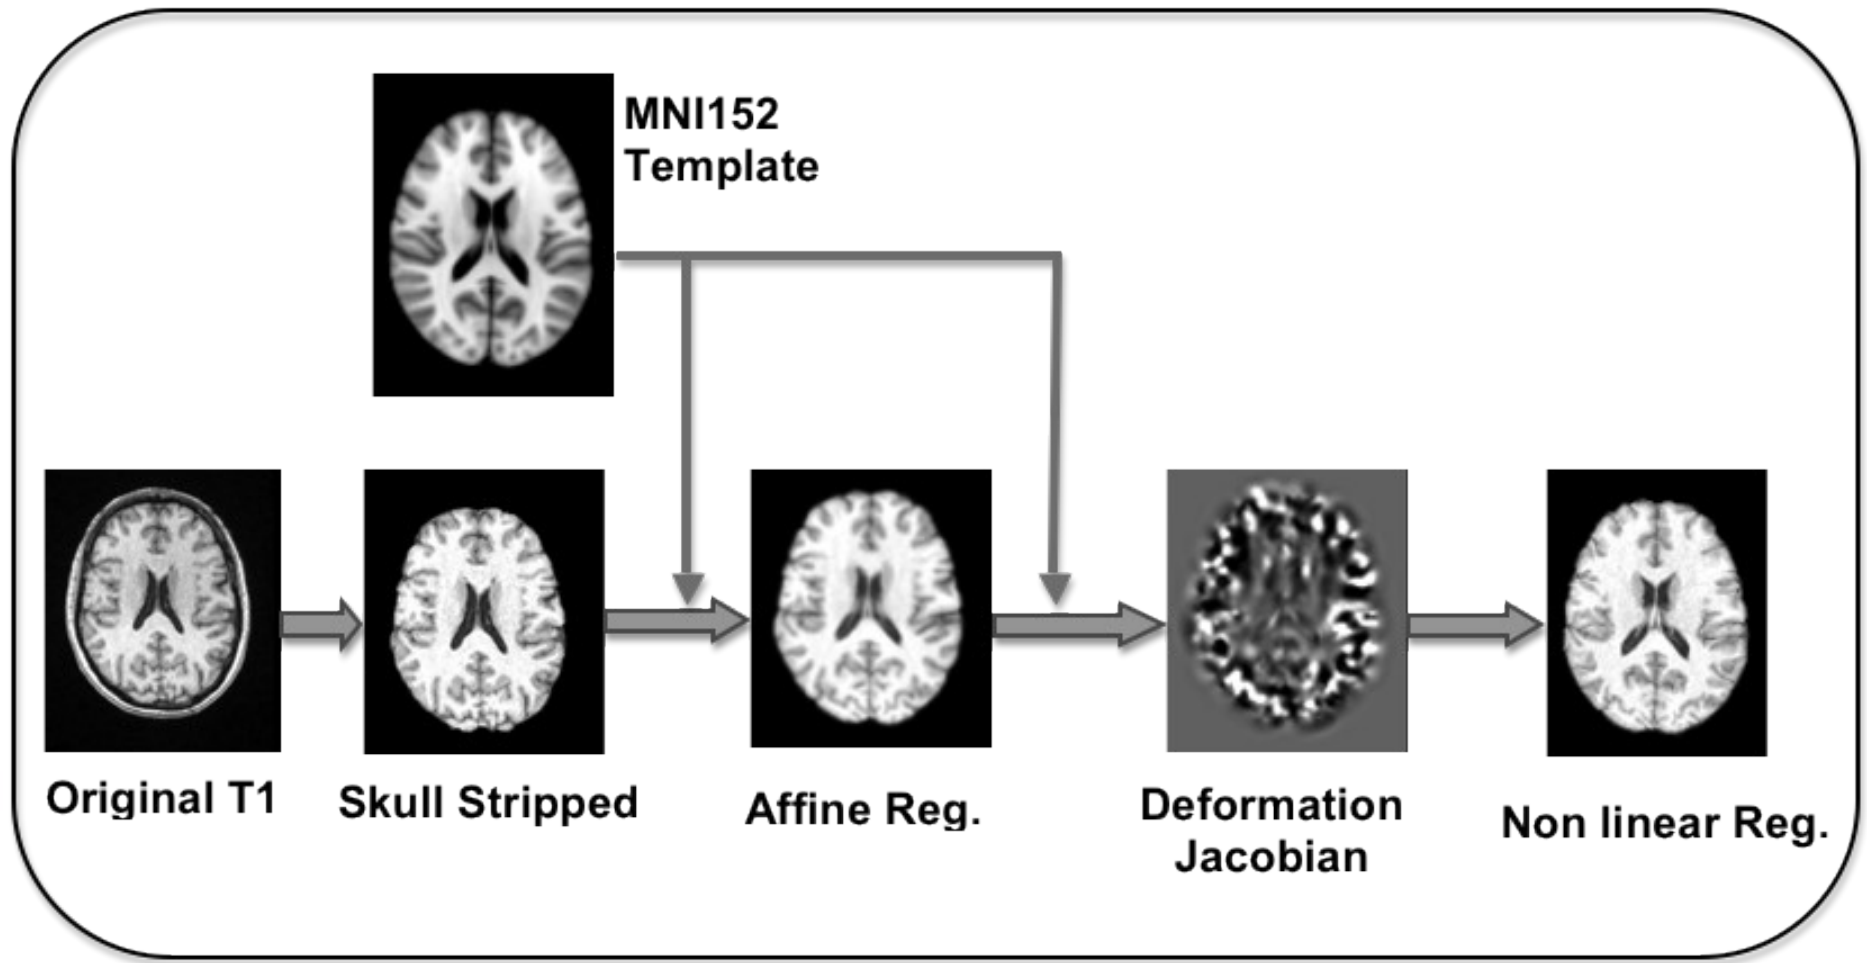 MNI152
Template
Original T1
Skull Stripped
Affine Reg.
Deformation
Jacobian
Non linear Reg.